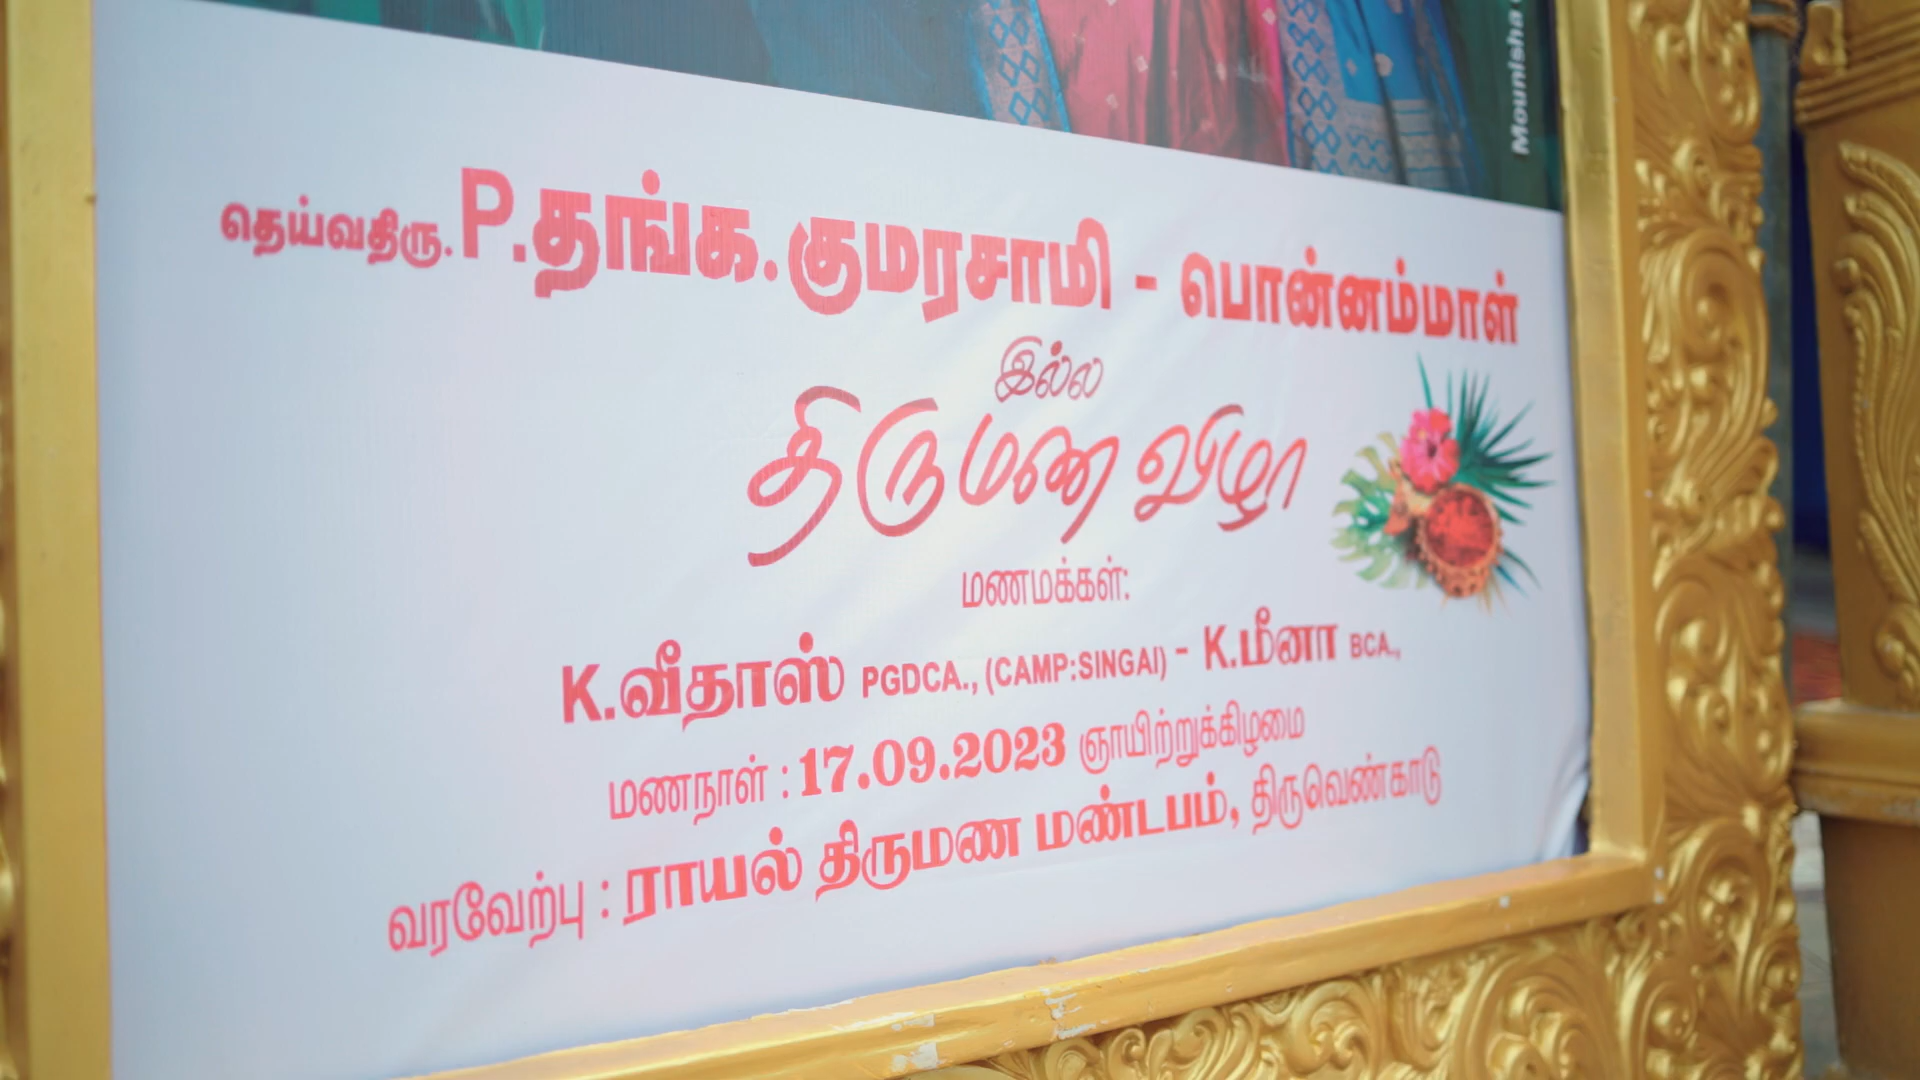 Mounisha
தெய்வதிரு.P.தங்க.குமரசாமி - பொன்னம்மாள்
இல்ல
திருமண விழா
மணமக்கள்:
K.வீதாஸ் PGDCA., (CAMP:SINGAI) - K.மீனா BCA.,
மணநாள் : 17.09.2023 ஞாயிற்றுக்கிழமை
வரவேற்பு : ராயல் திருமண மண்டபம், திருவெண்காடு